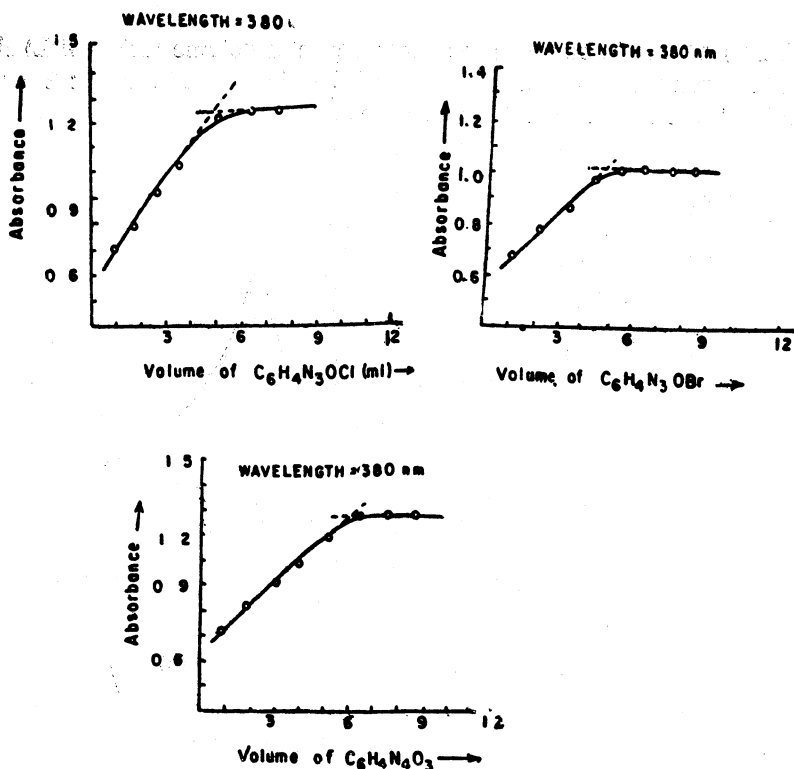 WAVELENGTH = 380
1 5
1 2
0 9
0 6
3 6 9 12
Absorbance
Volume of C6H4N3OCl (ml)
WAVELENGTH = 380 nm
1.4
1.2
1.0
0.8
0.6
3 6 9 12
Absorbance
Volume of C6H4N3OBr
WAVELENGTH = 380 nm
1 5
1 2
0 9
0 6
3 6 9 12
Absorbance
Volume of C6H4N4O3